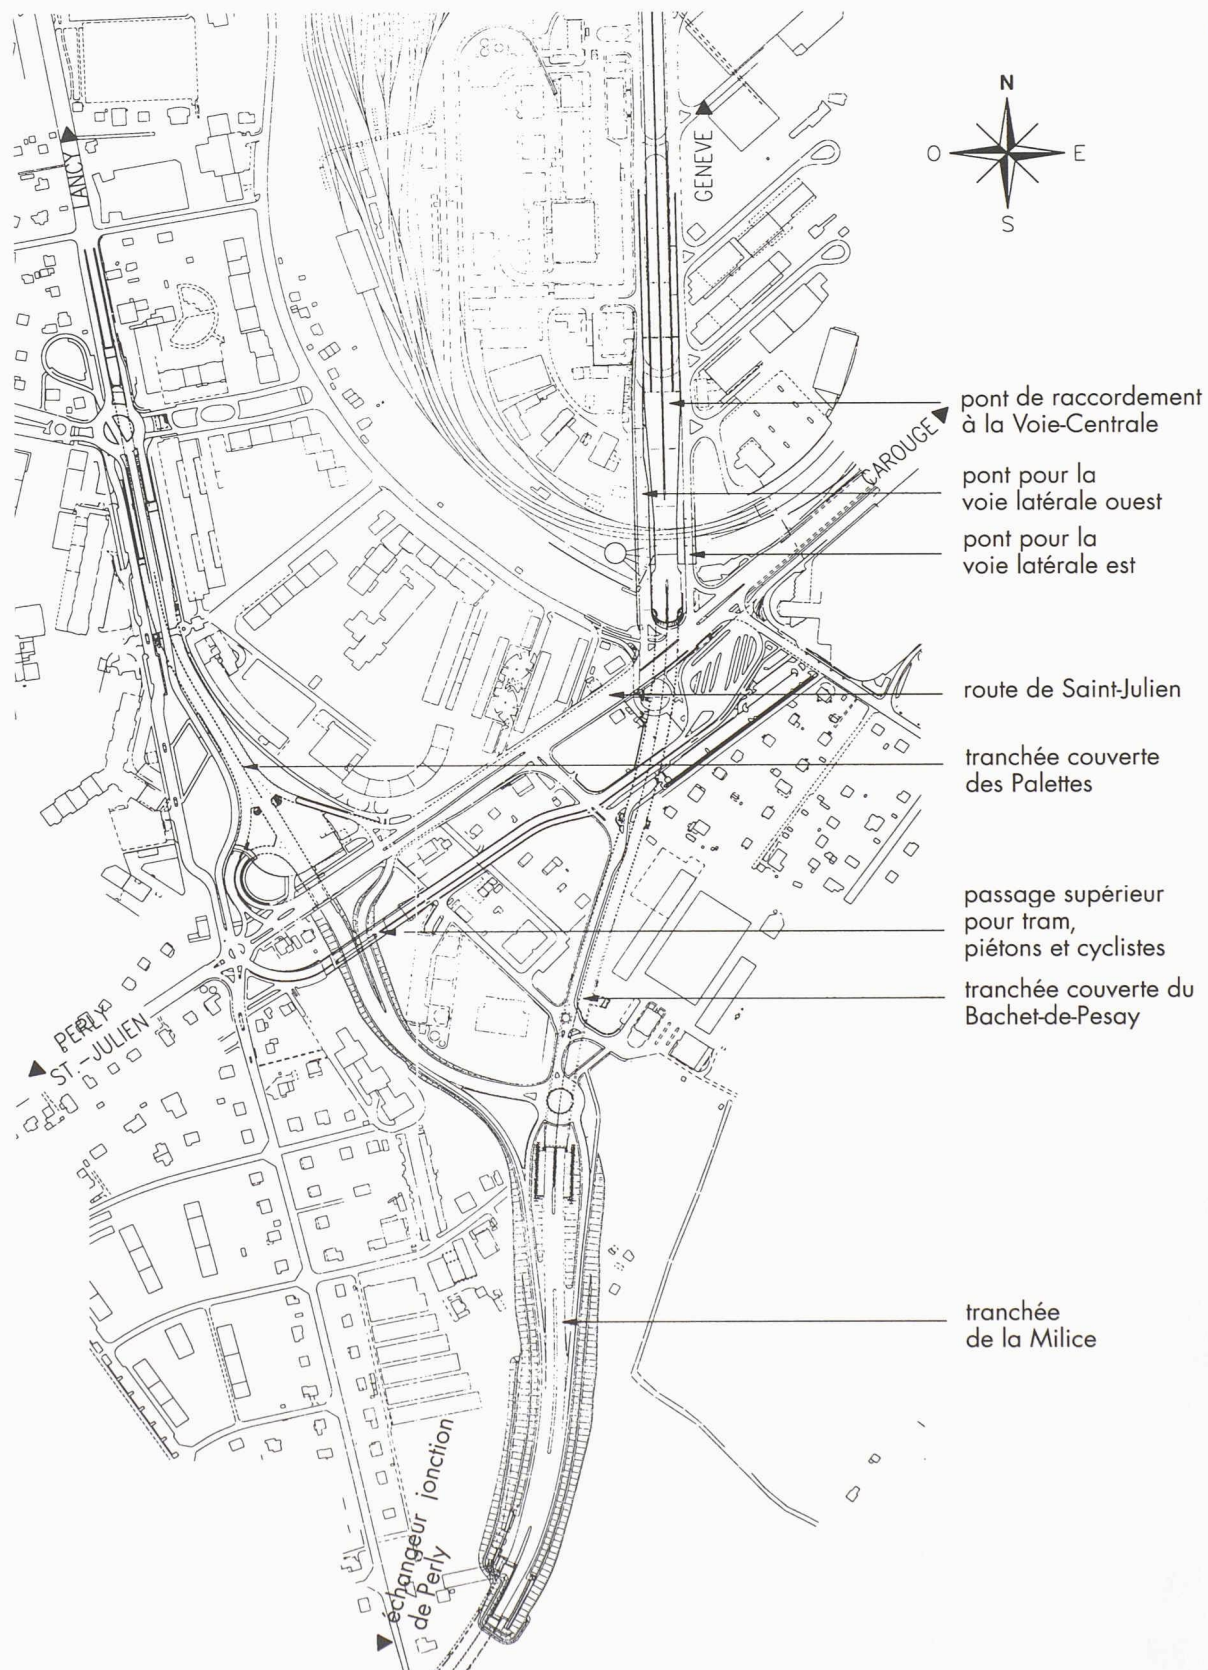 N
O
E
S
LANCY
GENEVE
CAROUGE
pont de raccordement
à la Voie-Centrale
pont pour la
voie latérale ouest
pont pour la
voie latérale est
route de Saint-Julien
tranchée couverte
des Palettes
passage supérieur
pour tram,
piétons et cyclistes
tranchée couverte du
Bachet-de-Pesay
PERLY
ST.-JULIEN
tranchée
de la Milice
échangeur jonction
de Perly